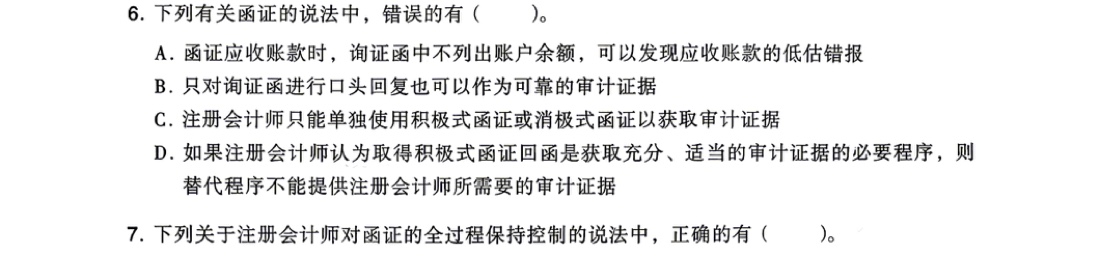 6. 下列有关函证的说法中，错误的有（　　）。
A. 函证应收账款时，询证函中不列出账户余额，可以发现应收账款的低估错报
B. 只对询证函进行口头回复也可以作为可靠的审计证据
C. 注册会计师只能单独使用积极式函证或消极式函证以获取审计证据
D. 如果注册会计师认为取得积极式函证回函是获取充分、适当的审计证据的必要程序，则
替代程序不能提供注册会计师所需要的审计证据
7. 下列关于注册会计师对函证的全过程保持控制的说法中，正确的有（　　）。